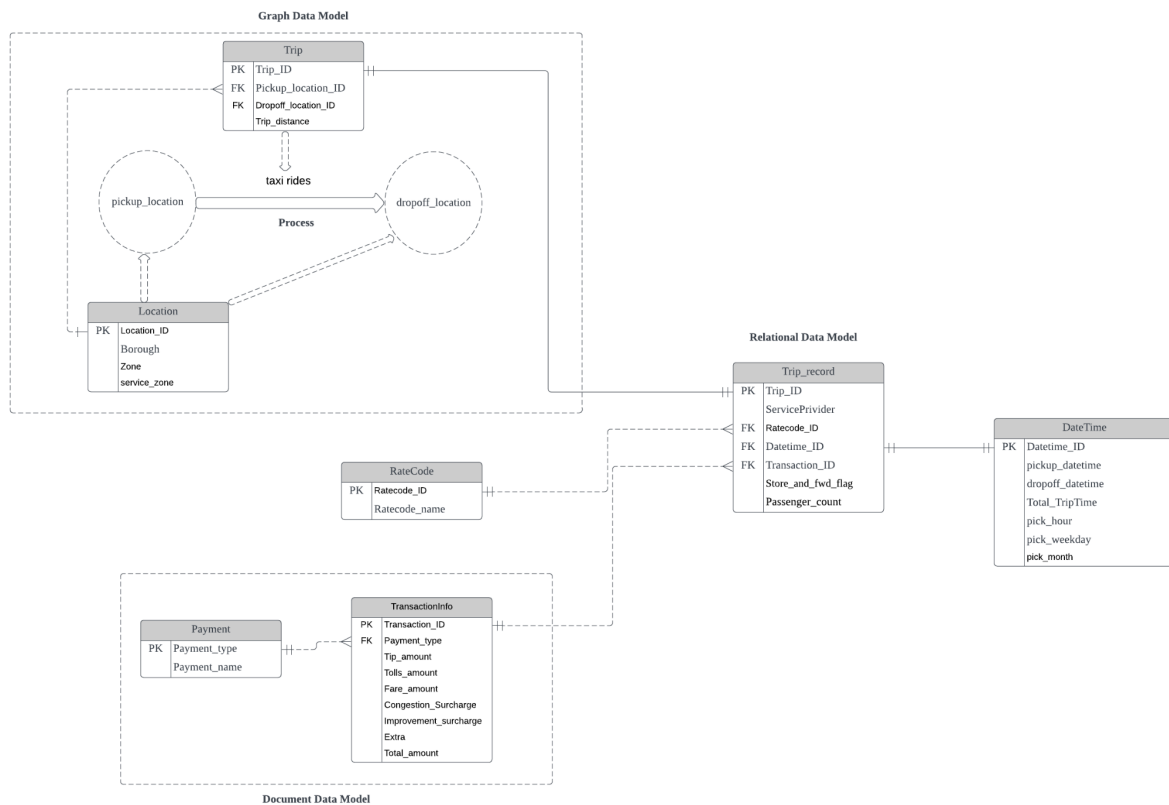 Graph Data Model
Trip
PK Trip_ID
FK Pickup_location_ID
FK Dropoff_location_ID
Trip_distance
taxi rides
pickup_location
dropoff_location
Process
Location
PK Location_ID
Borough
Zone
service_zone
Relational Data Model
Trip_record
PK Trip_ID
ServicePrivider
FK Ratecode_ID
FK Datetime_ID
FK Transaction_ID
Store_and_fwd_flag
Passenger_count
DateTime
PK Datetime_ID
pickup_datetime
dropoff_datetime
Total_TripTime
pick_hour
pick_weekday
pick_month
RateCode
PK Ratecode_ID
Ratecode_name
Payment
PK Payment_type
Payment_name
TransactionInfo
PK Transaction_ID
FK Payment_type
Tip_amount
Tolls_amount
Fare_amount
Congestion_Surcharge
Improvement_surcharge
Extra
Total_amount
Document Data Model